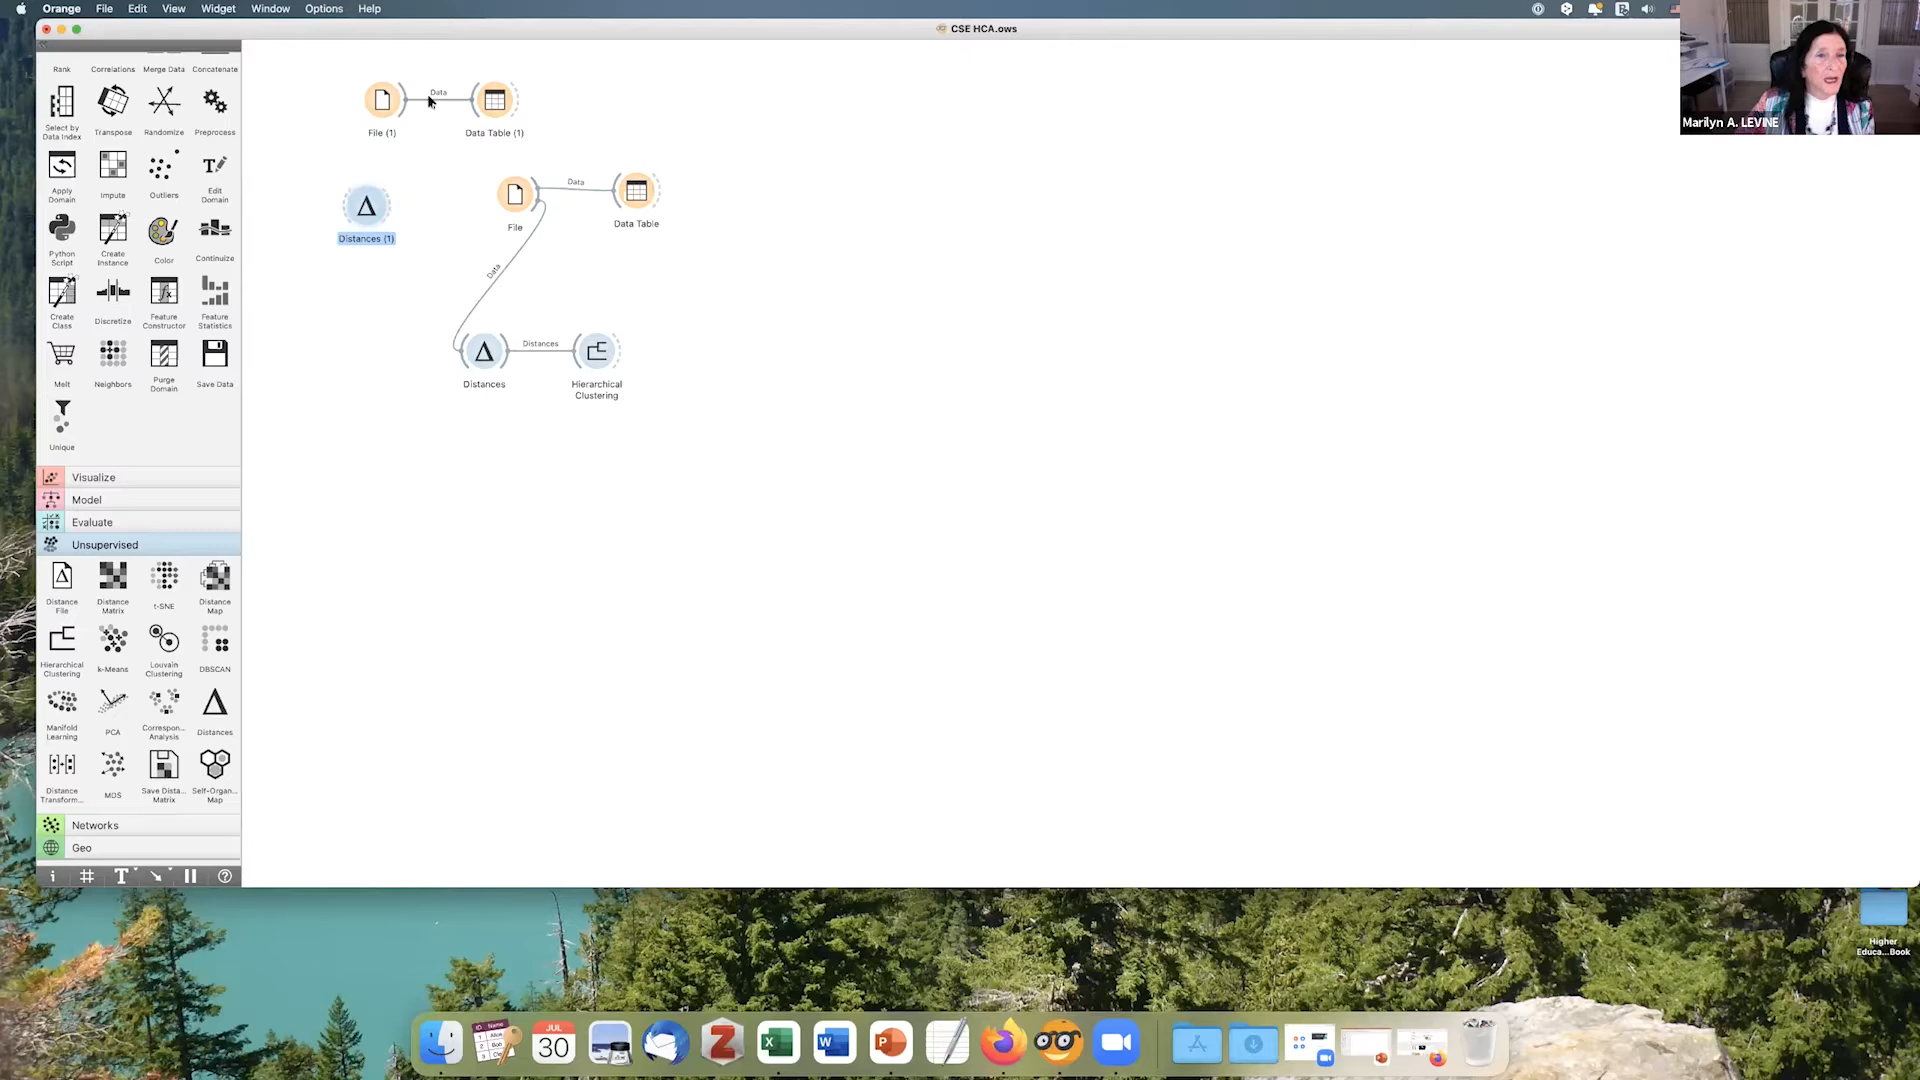 Orange File Edit View Widget Window Options Help
CSE HCA.ows
Rank Correlations Merge Data Concatenate
Select by
Data Index
Transpose
Randomize
Preprocess
Apply
Domain
Impute
Outliers
Edit
Domain
Python
Script
Create
Instance
Color
Continuize
Create
Class
Discretize
Feature
Constructor
Feature
Statistics
Melt
Neighbors
Purge
Domain
Save Data
Unique
Visualize
Model
Evaluate
Unsupervised
Distance
File
Distance
Matrix
t-SNE
Distance
Map
Hierarchical
Clustering
k-Means
Louvain
Clustering
DBSCAN
Manifold
Learning
PCA
Correspon...
Analysis
Distances
Distance
Transform...
MDS
Save Dista...
Matrix
Self-Organ...
Map
Networks
Geo
Data
File (1)
Data Table (1)
Distances (1)
Data
File
Data Table
Data
Distances
Distances
Hierarchical
Clustering
Marilyn A. LEVINE
Higher
Educa...Book
JUL
30